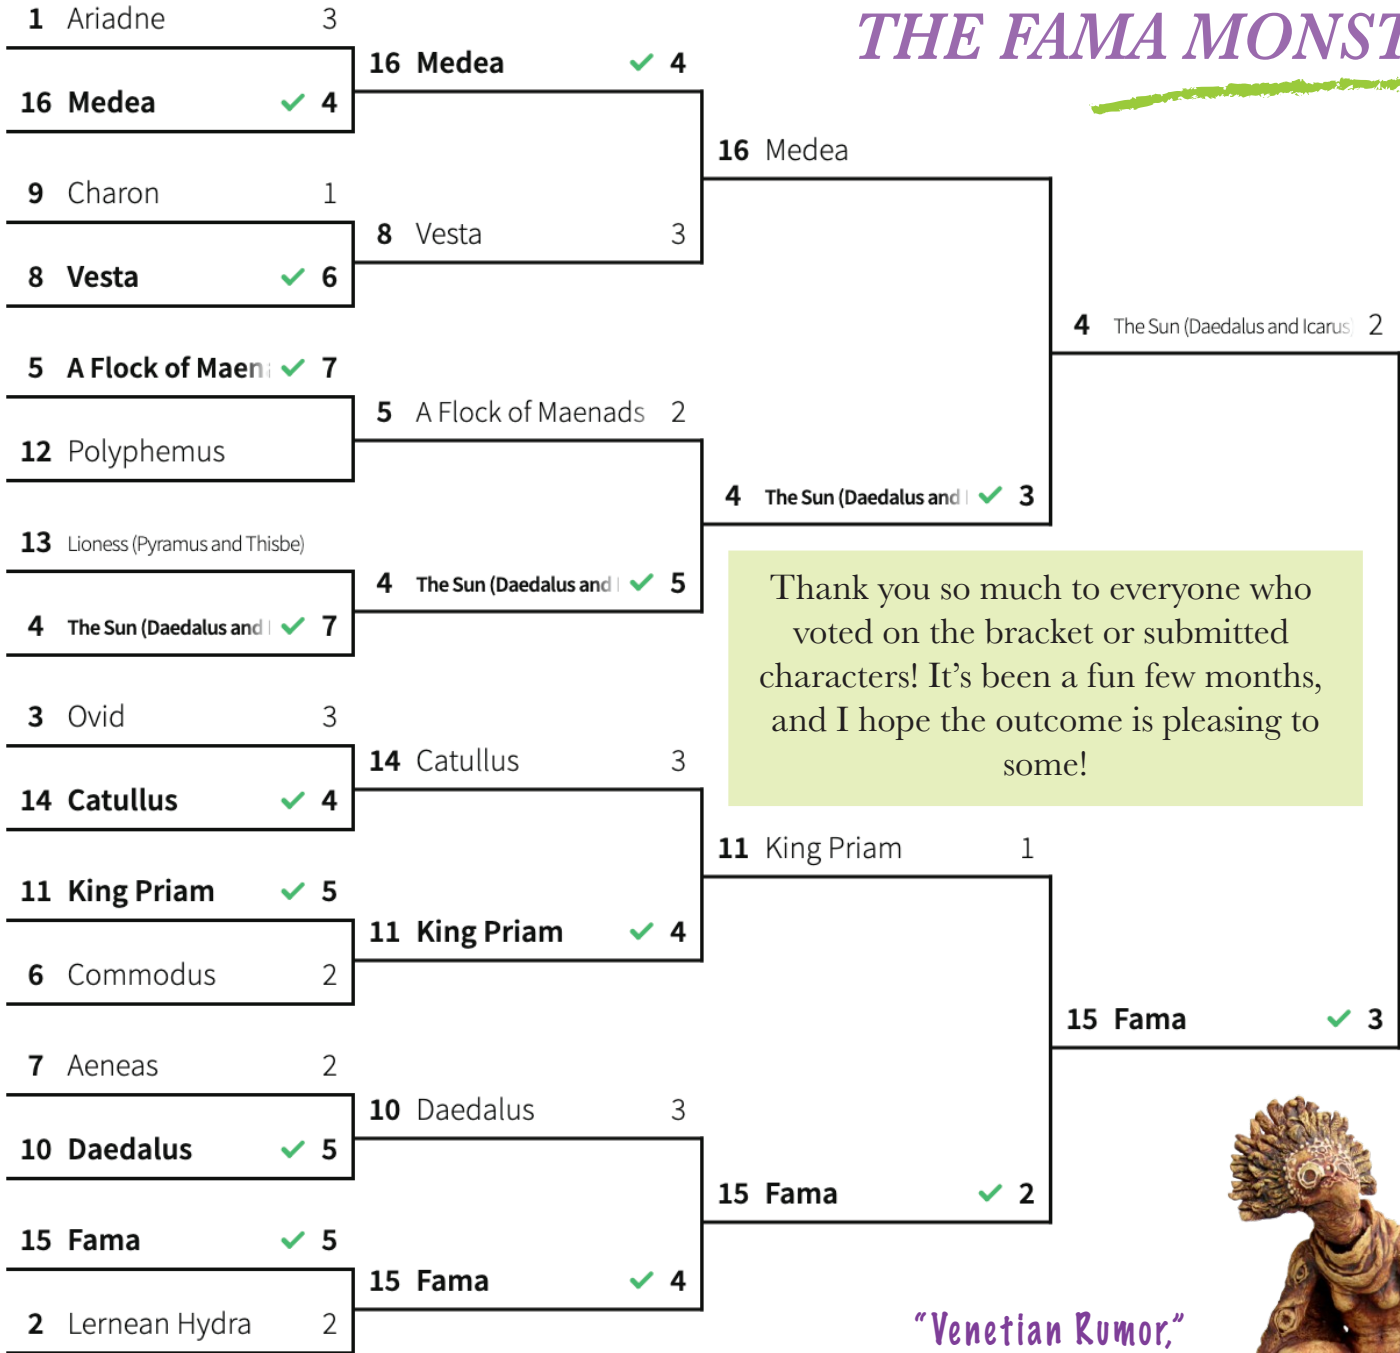 THE FAMA MONST
1 Ariadne 3
16 Medea 4
9 Charon 1
8 Vesta 6
5 A Flock of Maen 7
12 Polyphemus
13 Lioness (Pyramus and Thisbe)
4 The Sun (Daedalus and 7
3 Ovid 3
14 Catullus 4
11 King Priam 5
6 Commodus 2
7 Aeneas 2
10 Daedalus 5
15 Fama 5
2 Lernean Hydra 2
16 Medea 4
8 Vesta 3
5 A Flock of Maenads 2
4 The Sun (Daedalus and 5
14 Catullus 3
11 King Priam 4
10 Daedalus 3
15 Fama 4
16 Medea
4 The Sun (Daedalus and 3
11 King Priam 1
15 Fama 2
4 The Sun (Daedalus and Icarus) 2
15 Fama 3
Thank you so much to everyone who
voted on the bracket or submitted
characters! It’s been a fun few months,
and I hope the outcome is pleasing to
some!
“Venetian Rumor,”